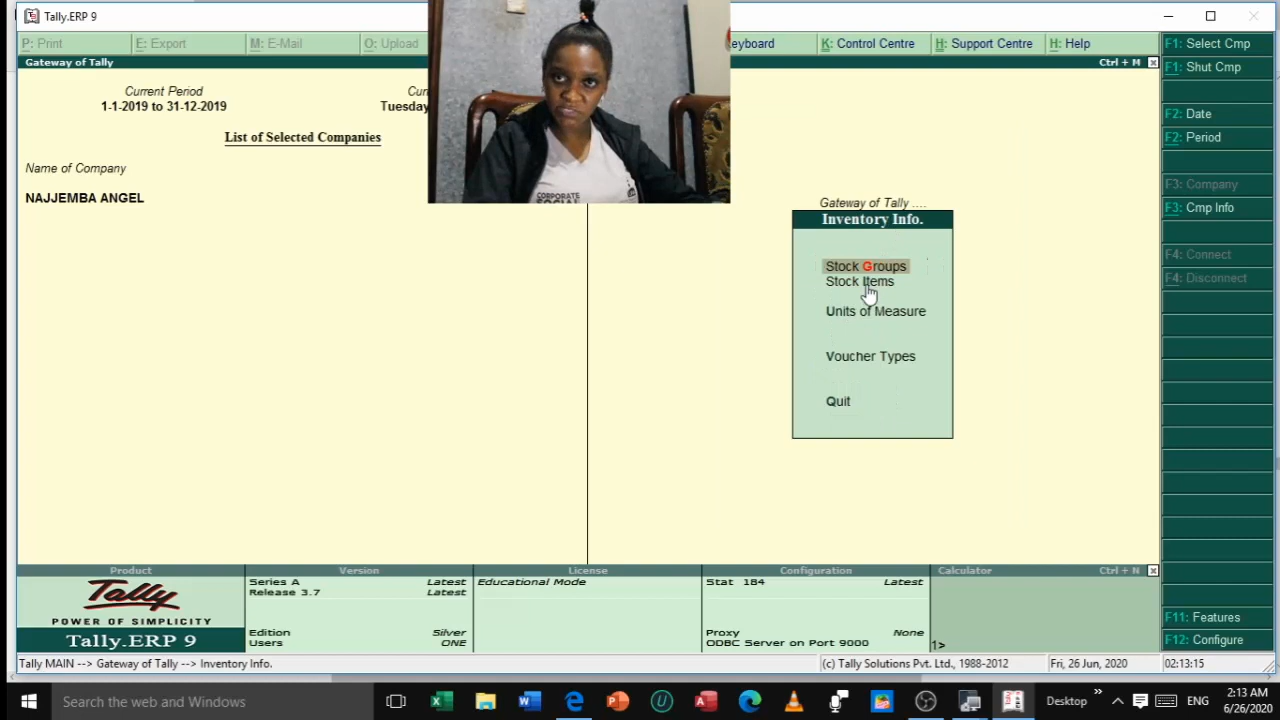 Tally.ERP 9
P: Print
E: Export
M: E-Mail
O: Upload
eyboard
K: Control Centre
H: Support Centre
H: Help
Gateway of Tally
Ctrl + M
Current Period
1-1-2019 to 31-12-2019
Tuesday
List of Selected Companies
Name of Company
NAJJEMBA ANGEL
CORPORATE
SOCIAL
Gateway of Tally ....
Inventory Info.
Stock Groups
Stock Items
Units of Measure
Voucher Types
Quit
F1: Select Cmp
F1: Shut Cmp
F2: Date
F2: Period
F3: Company
F3: Cmp Info
F4: Connect
F4: Disconnect
F11: Features
F12: Configure
Product
Tally
POWER OF SIMPLICITY
Tally.ERP 9
Version
Series A Latest
Release 3.7 Latest
Edition Silver
Users ONE
License
Educational Mode
Configuration
Stat 184 Latest
Proxy None
ODBC Server on Port 9000
Calculator
Ctrl + N
1>
Tally MAIN --> Gateway of Tally --> Inventory Info.
(c) Tally Solutions Pvt. Ltd., 1988-2012
Fri, 26 Jun, 2020
02:13:15
Search the web and Windows
Desktop
ENG
2:13 AM
6/26/2020